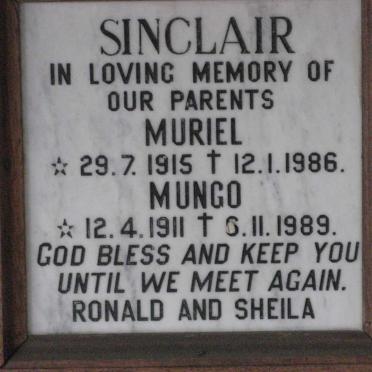 SINCLAIR
IN LOVING MEMORY OF
OUR PARENTS
MURIEL
☆ 29.7.1915 † 12.1.1986.
MUNGO
☆ 12.4.1911 † 6.11.1989.
GOD BLESS AND KEEP YOU
UNTIL WE MEET AGAIN.
RONALD AND SHEILA